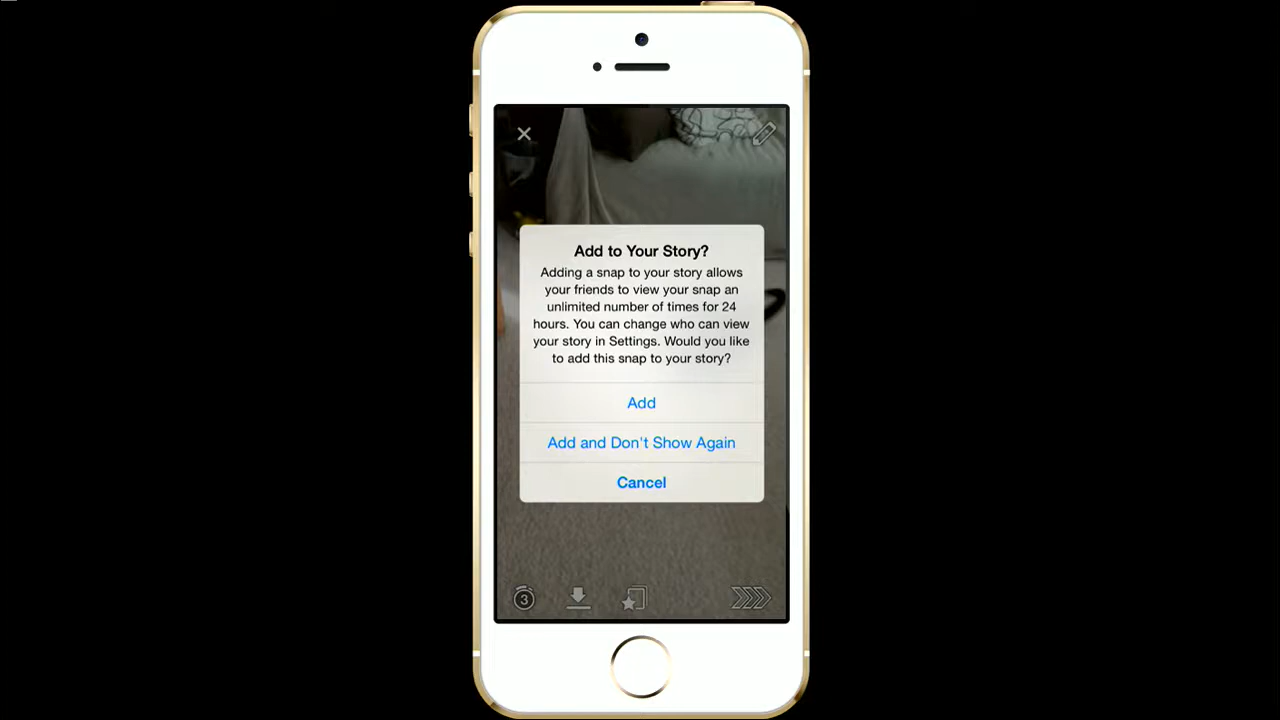 Add to Your Story?
Adding a snap to your story allows
your friends to view your snap an
unlimited number of times for 24
hours. You can change who can view
your story in Settings. Would you like
to add this snap to your story?
Add
Add and Don't Show Again
Cancel
3